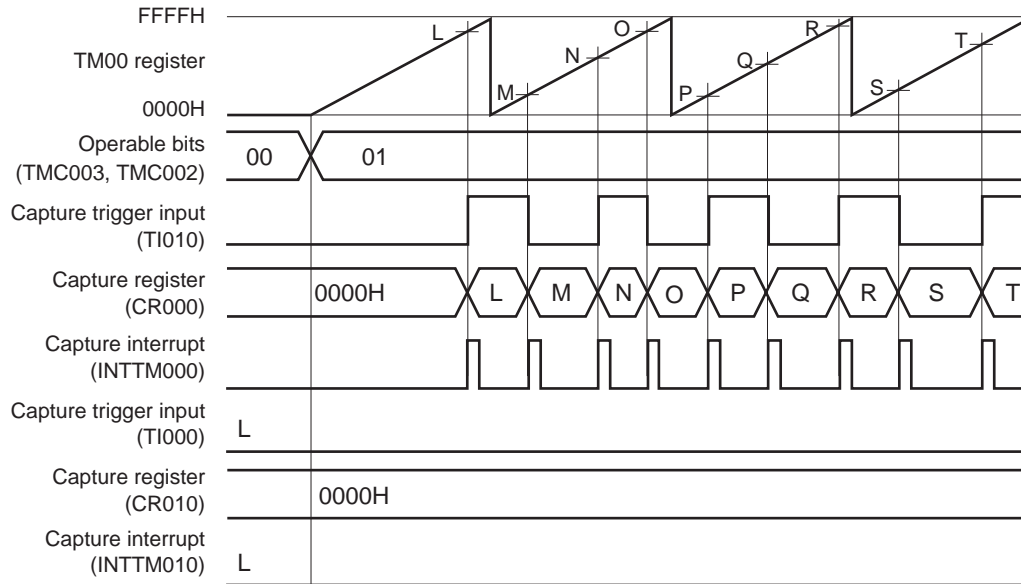 FFFFH
TM00 register
0000H
L M N O P Q R S T
Operable bits
(TMC003, TMC002)
00 01
Capture trigger input
(TI010)
Capture register
(CR000)
0000H L M N O P Q R S T
Capture interrupt
(INTTM000)
Capture trigger input
(TI000)
L
Capture register
(CR010)
0000H
Capture interrupt
(INTTM010)
L